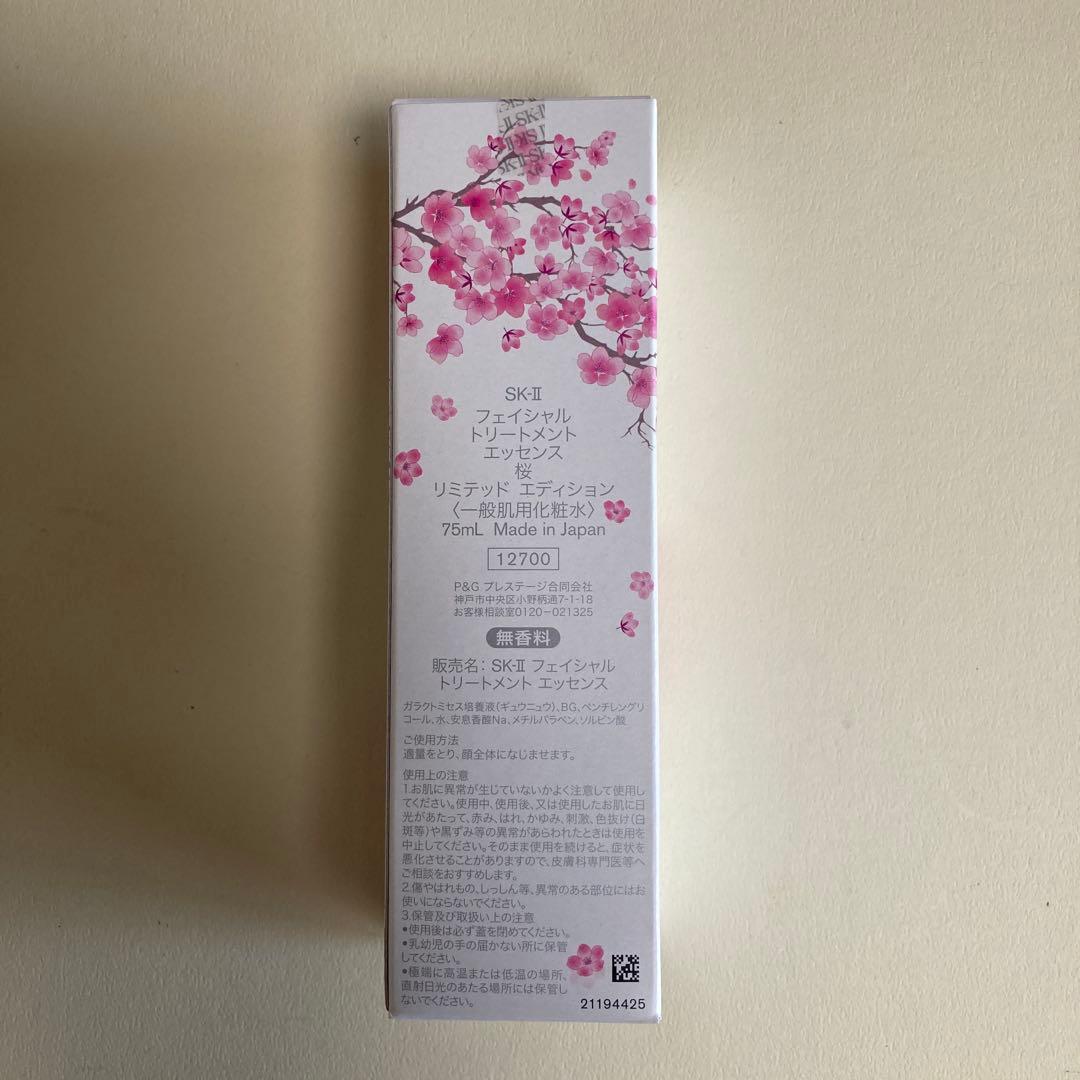 SK-II
SK-II
SK-II
SK-II
フェイシャル
トリートメント
エッセンス
桜
リミテッド エディション
〈一般肌用化粧水〉
75mL Made in Japan
12700
P&G プレステージ合同会社
神戸市中央区小野柄通7-1-18
お客様相談室0120-021325
無香料
販売名：SK-II フェイシャル
トリートメント エッセンス
ガラクトミセス培養液（ギュウニュウ）、BG、ペンチレングリ
コール、水、安息香酸Na、メチルパラベン、ソルビン酸
ご使用方法
適量をとり、顔全体になじませます。
使用上の注意
1.お肌に異常が生じていないかよく注意して使用し
てください。使用中、使用後、又は使用したお肌に日
光があたって、赤み、はれ、かゆみ、刺激、色抜け（白
斑等）や黒ずみ等の異常があらわれたときは使用を
中止してください。そのまま使用を続けると、症状を
悪化させることがありますので、皮膚科専門医等へ
ご相談をおすすめします。
2.傷やはれもの、しっしん等、異常のある部位にはお
使いにならないでください。
3.保管及び取扱い上の注意
●使用後は必ず蓋を閉めてください。
●乳幼児の手の届かない所に保管
してください。
●極端に高温または低温の場所、
直射日光のあたる場所には保管し
ないでください。
21194425